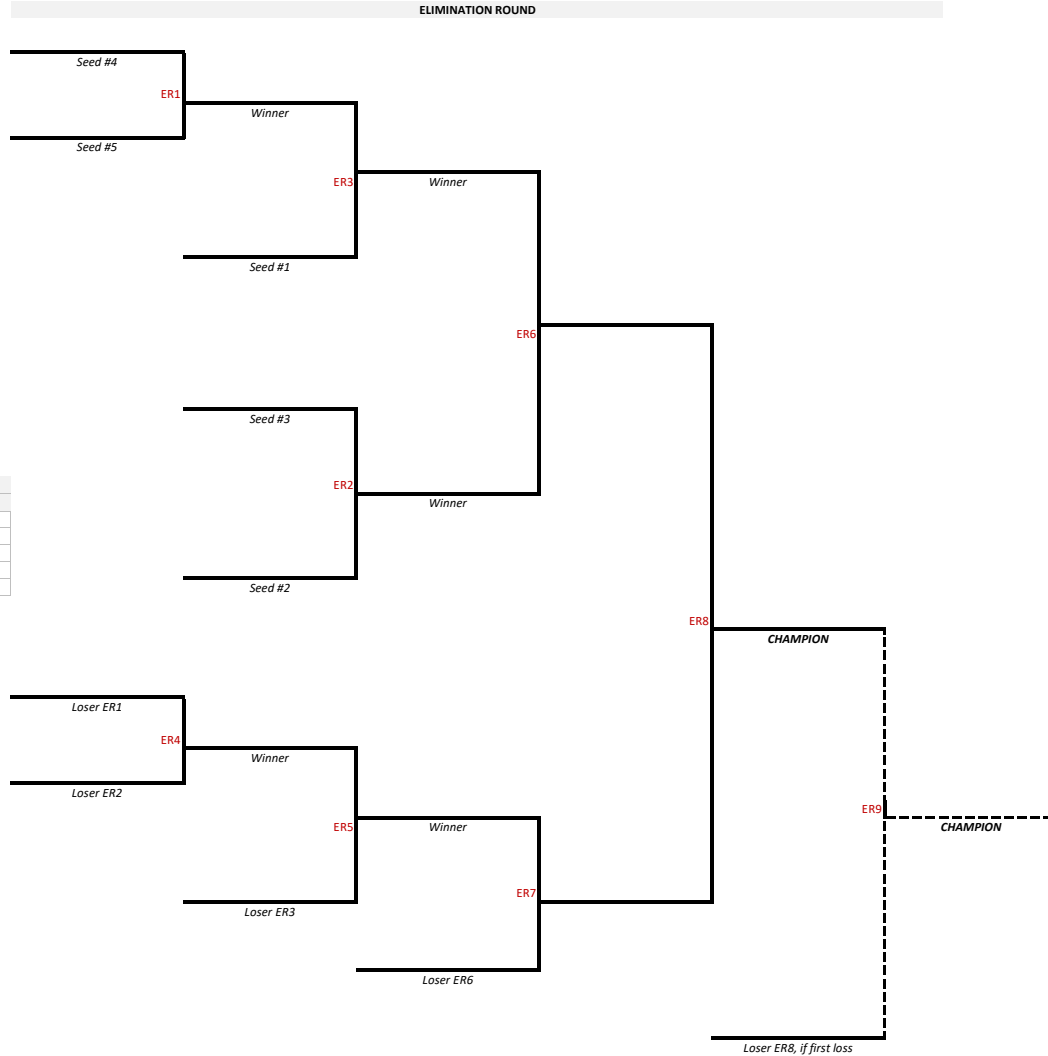 ELIMINATION ROUND
Seed #4
ER1
Winner
Seed #5
ER3
Winner
Seed #1
ER6
Seed #3
ER2
Winner
Seed #2
ER8
CHAMPION
Loser ER1
ER4
Winner
Loser ER2
ER5
Winner
ER9
CHAMPION
ER7
Loser ER3
Loser ER6
Loser ER8, if first loss